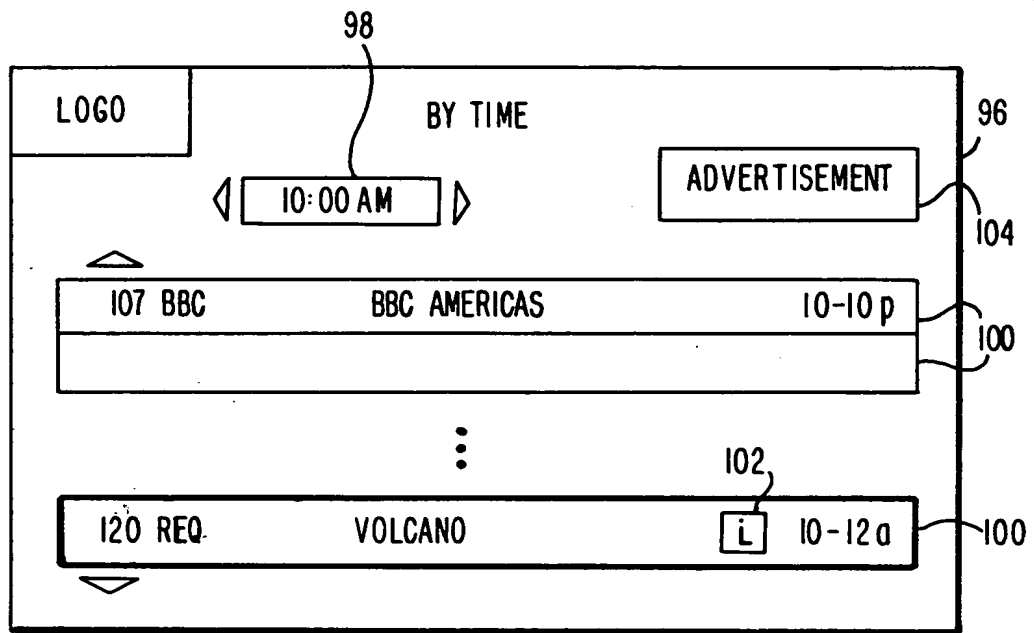 98
LOGO
BY TIME
96
ADVERTISEMENT
10:00 AM
104
107 BBC BBC AMERICAS 10-10 p
100
102
120 REQ. VOLCANO i 10-12a
100